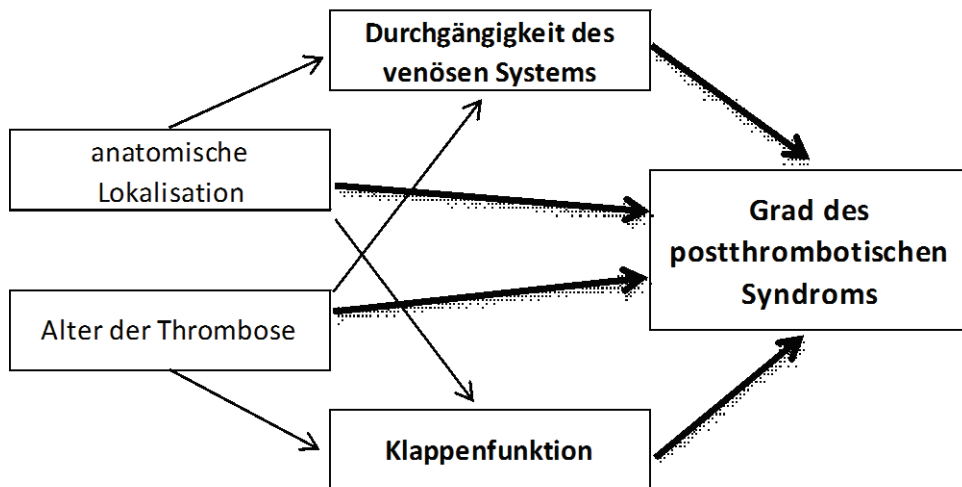 Durchgängigkeit des
venösen Systems
anatomische
Lokalisation
Grad des
postthrombotischen
Syndroms
Alter der Thrombose
Klappenfunktion